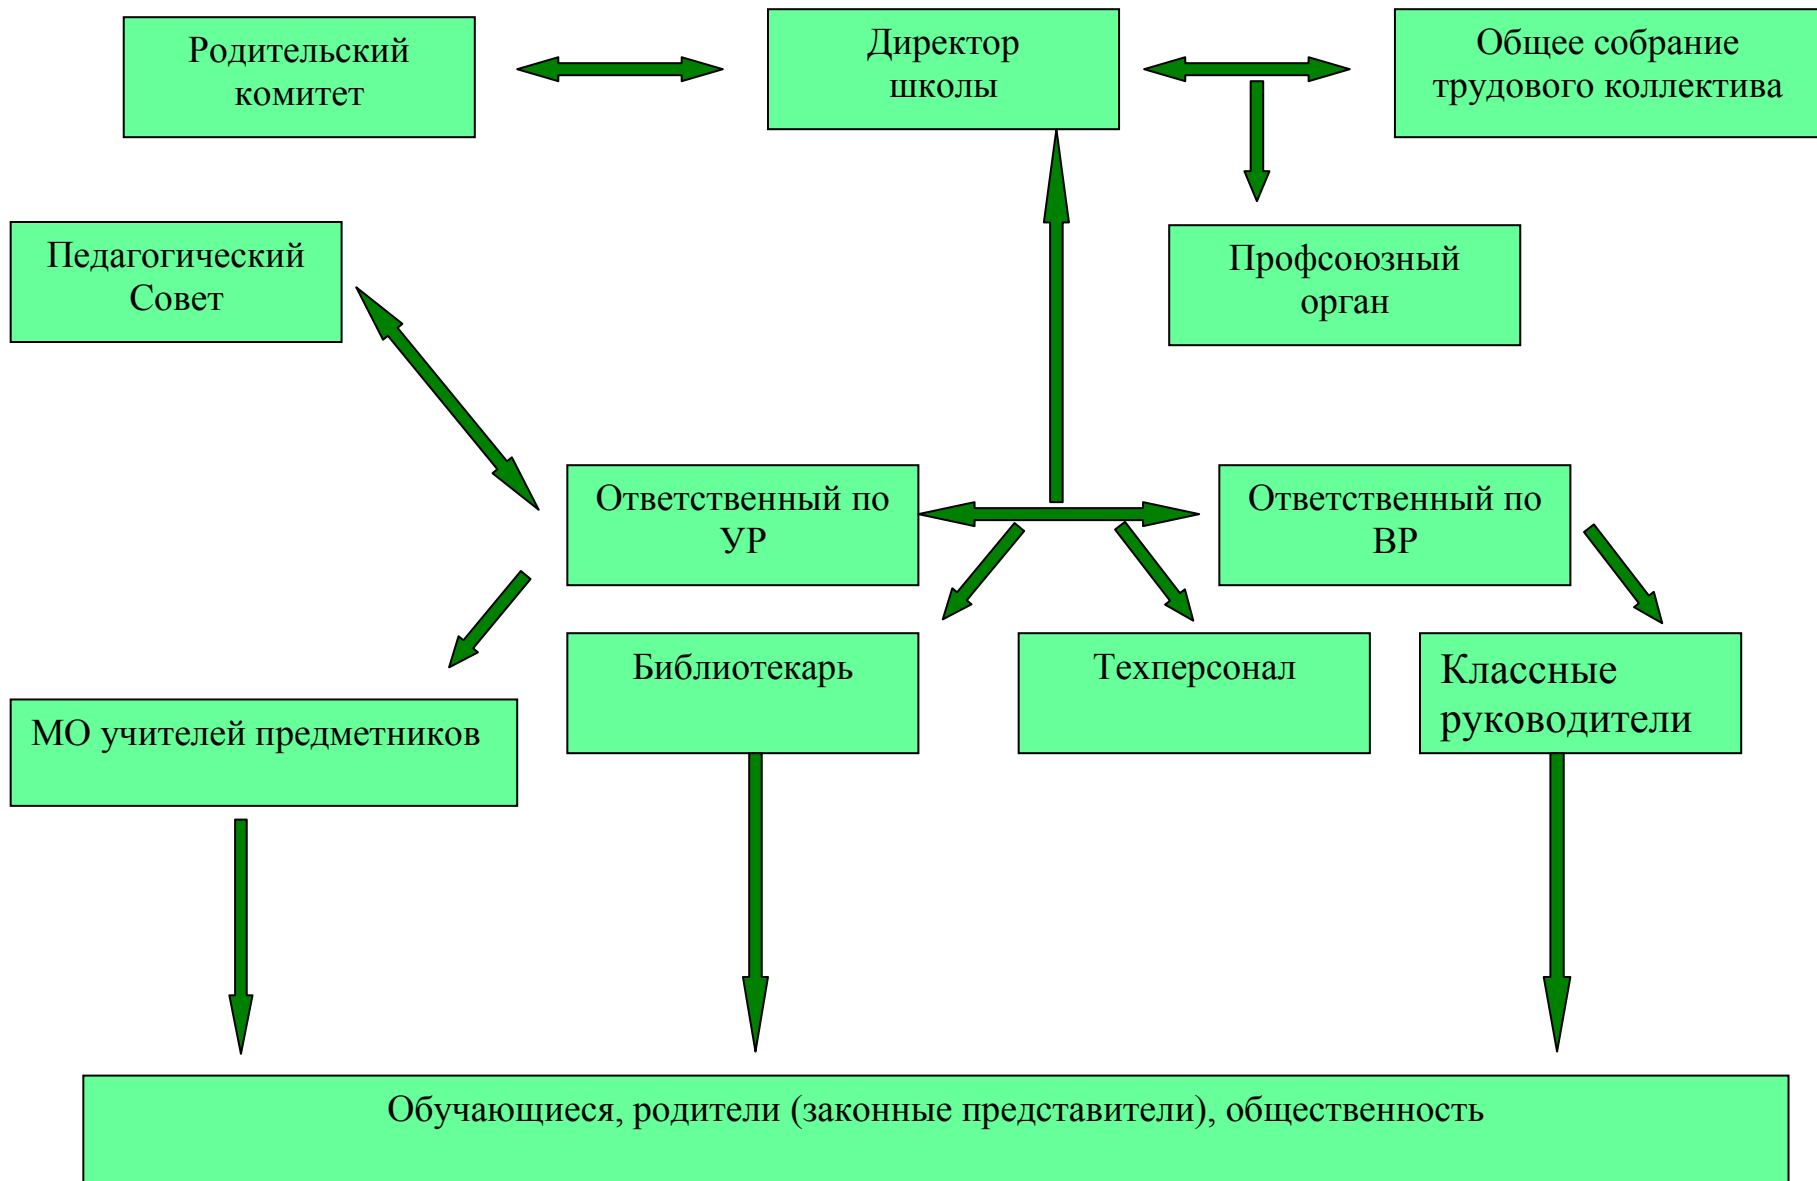 Родительский
комитет
Директор
школы
Общее собрание
трудового коллектива
Педагогический
Совет
Профсоюзный
орган
Ответственный по
УР
Ответственный по
ВР
Библиотекарь
Техперсонал
Классные
руководители
МО учителей предметников
Обучающиеся, родители (законные представители), общественность